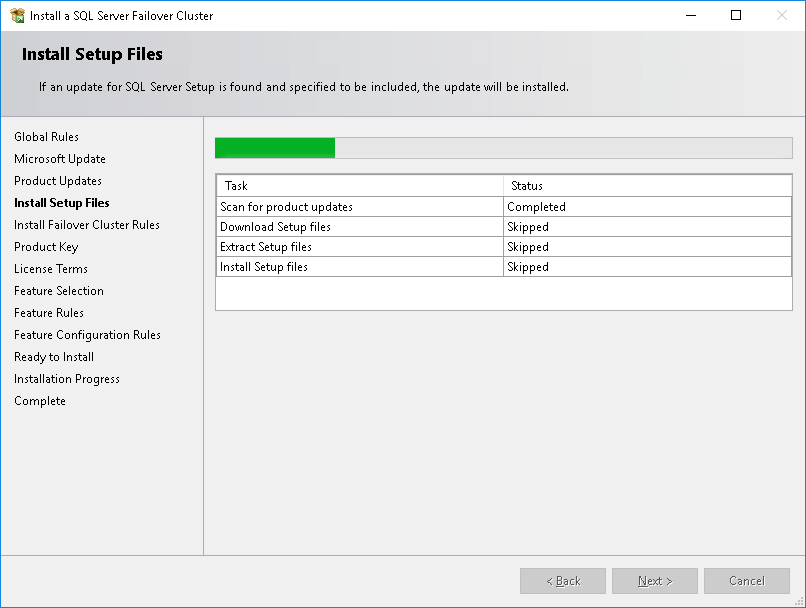 Install a SQL Server Failover Cluster
Install Setup Files
If an update for SQL Server Setup is found and specified to be included, the update will be installed.
Global Rules
Microsoft Update
Product Updates
Install Setup Files
Install Failover Cluster Rules
Product Key
License Terms
Feature Selection
Feature Rules
Feature Configuration Rules
Ready to Install
Installation Progress
Complete
Task Status
Scan for product updates Completed
Download Setup files Skipped
Extract Setup files Skipped
Install Setup files Skipped
< Back Next > Cancel